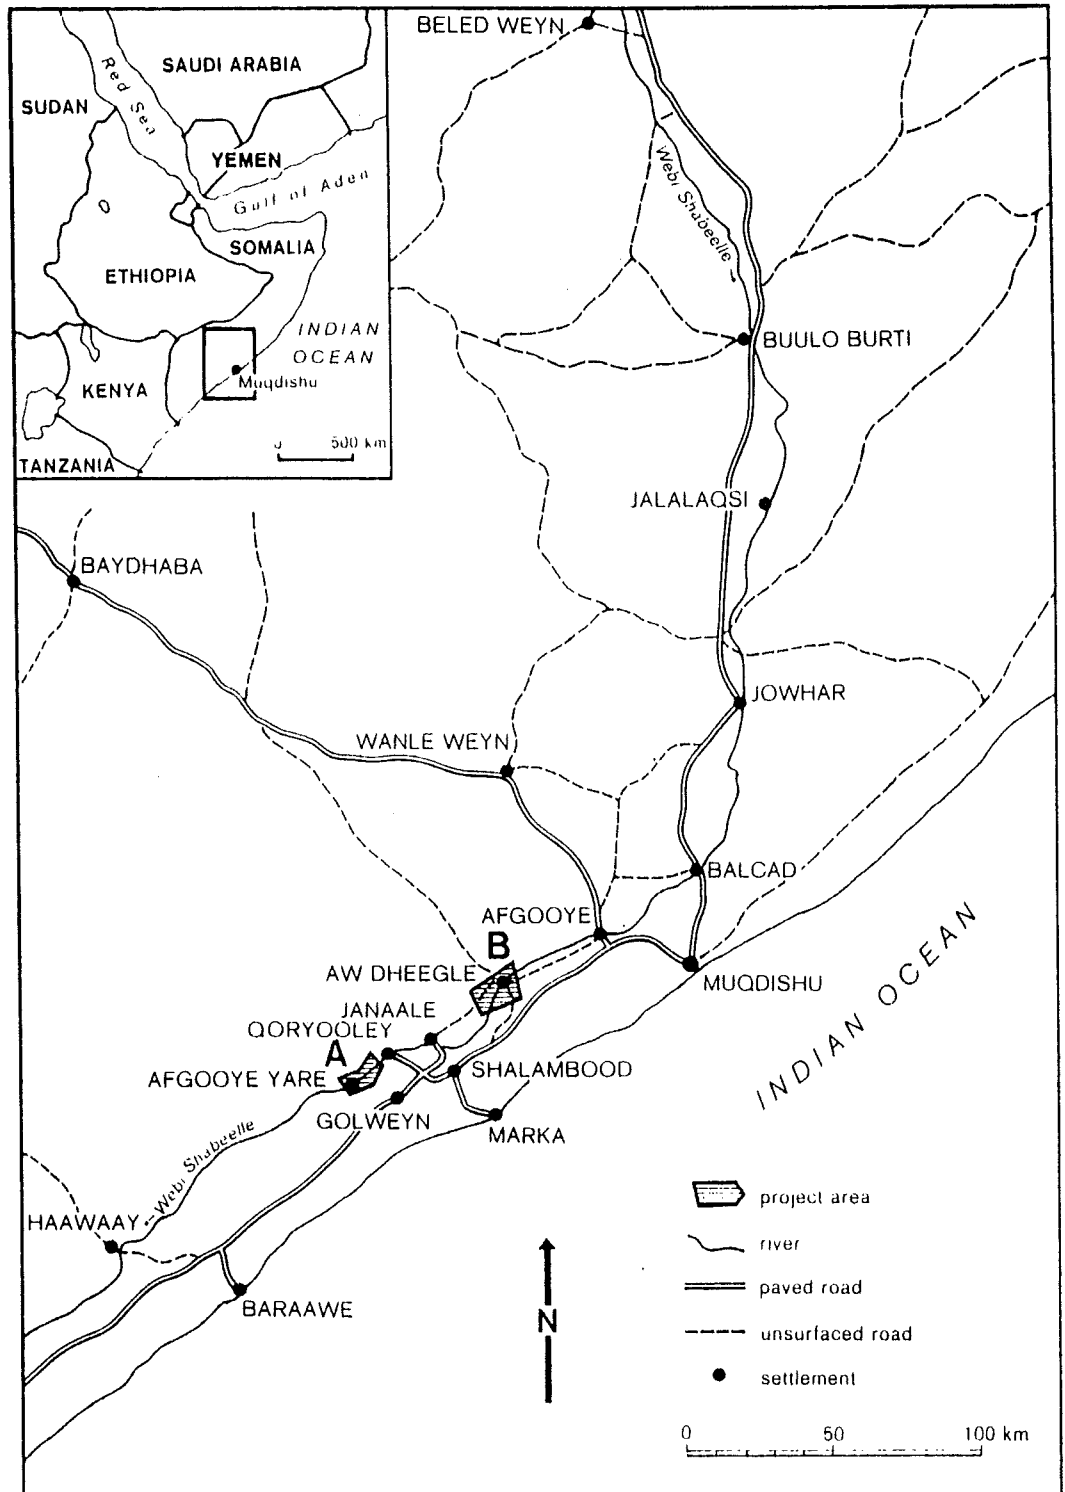 BELED WEYN
SAUDI ARABIA
Red Sea
SUDAN
YEMEN
Gulf of Aden
Webi Shabeelle
SOMALIA
ETHIOPIA
INDIAN
OCEAN
BUULO BURTI
KENYA
Muqdishu
0 500 km
TANZANIA
JALALAQSI
BAYDHABA
JOWHAR
WANLE WEYN
BALCAD
AFGOOYE
B
AW DHEEGLE
MUQDISHU
INDIAN OCEAN
JANAALE
QORYOOLEY
A
AFGOOYE YARE
SHALAMBOOD
GOLWEYN
MARKA
Webi Shabeelle
HAAWAAY
BARAAWE
N
project area
river
paved road
unsurfaced road
settlement
0 50 100 km